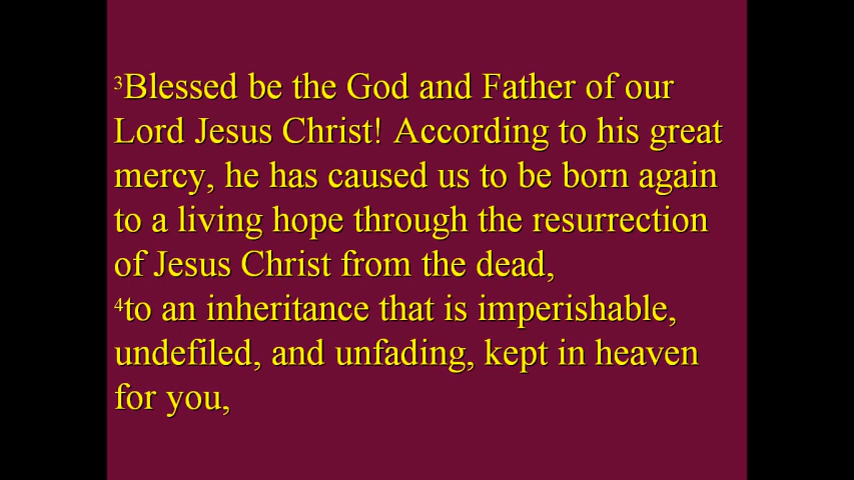 3Blessed be the God and Father of our
Lord Jesus Christ! According to his great
mercy, he has caused us to be born again
to a living hope through the resurrection
of Jesus Christ from the dead,
4to an inheritance that is imperishable,
undefiled, and unfading, kept in heaven
for you,